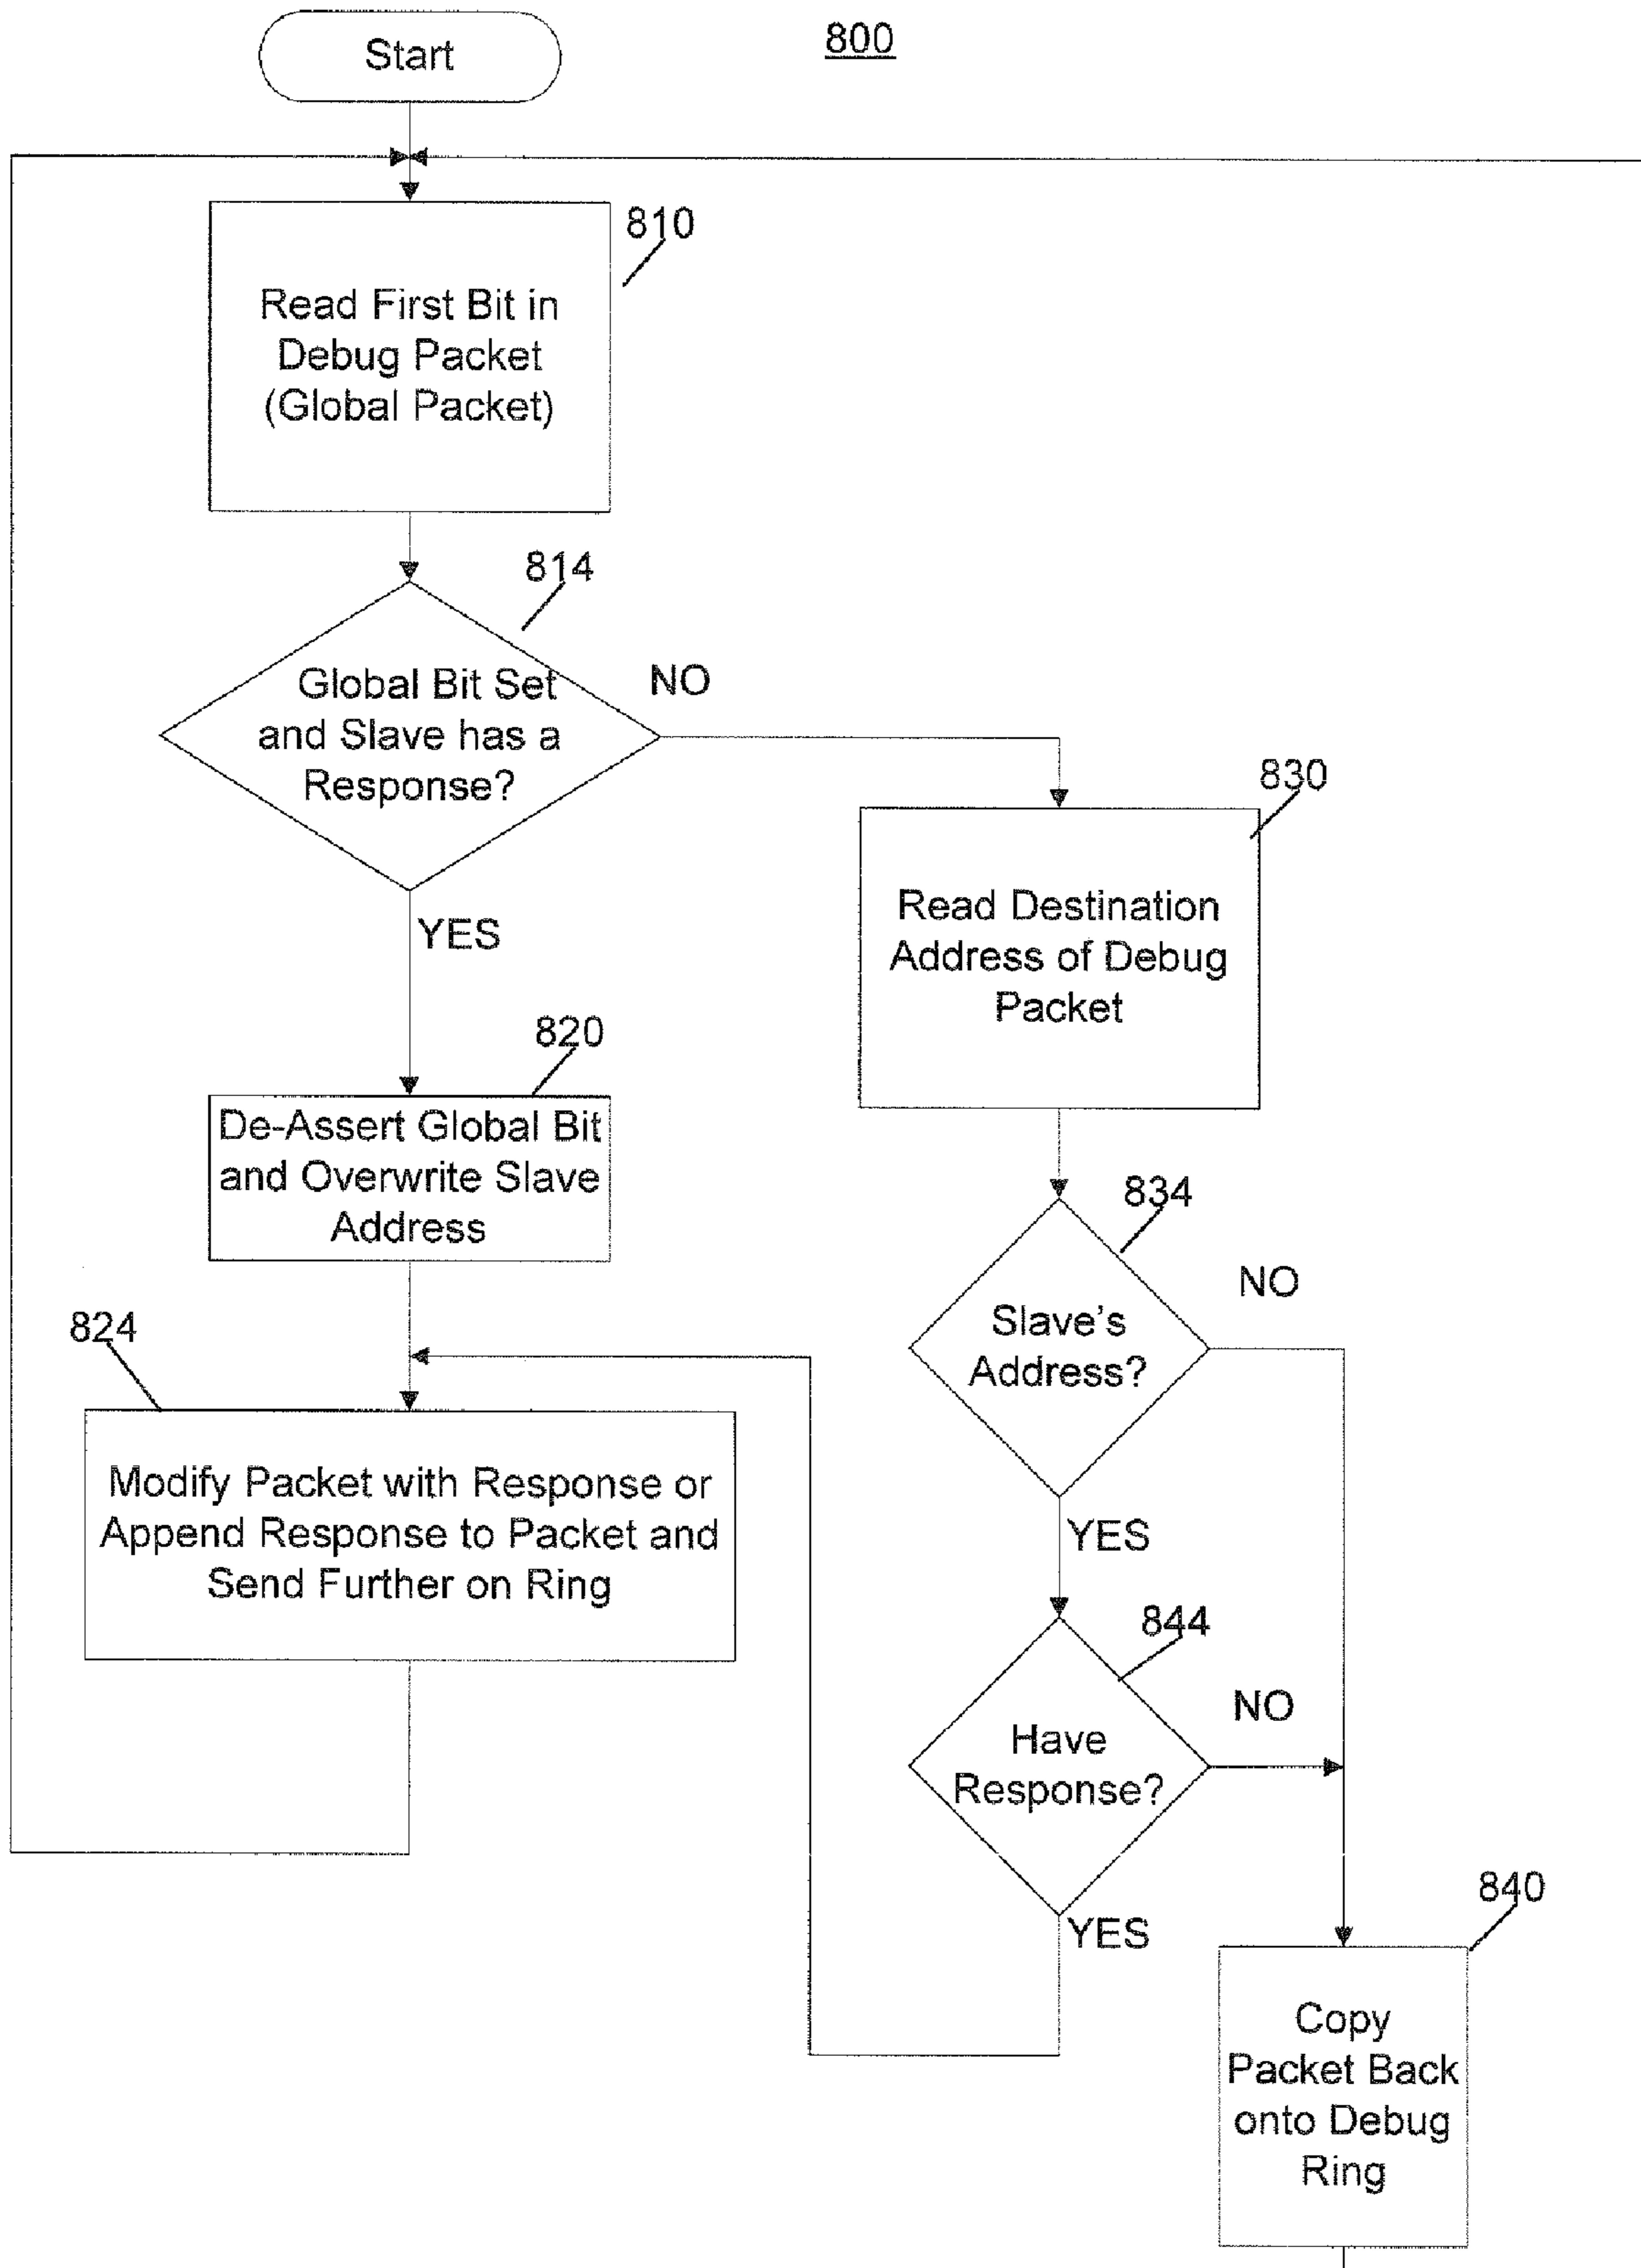 Start
800
810
Read First Bit in
Debug Packet
(Global Packet)
814
Global Bit Set
and Slave has a
Response?
NO
YES
830
Read Destination
Address of Debug
Packet
820
De-Assert Global Bit
and Overwrite Slave
Address
834
Slave's
Address?
NO
YES
824
Modify Packet with Response or
Append Response to Packet and
Send Further on Ring
844
Have
Response?
NO
YES
840
Copy
Packet Back
onto Debug
Ring